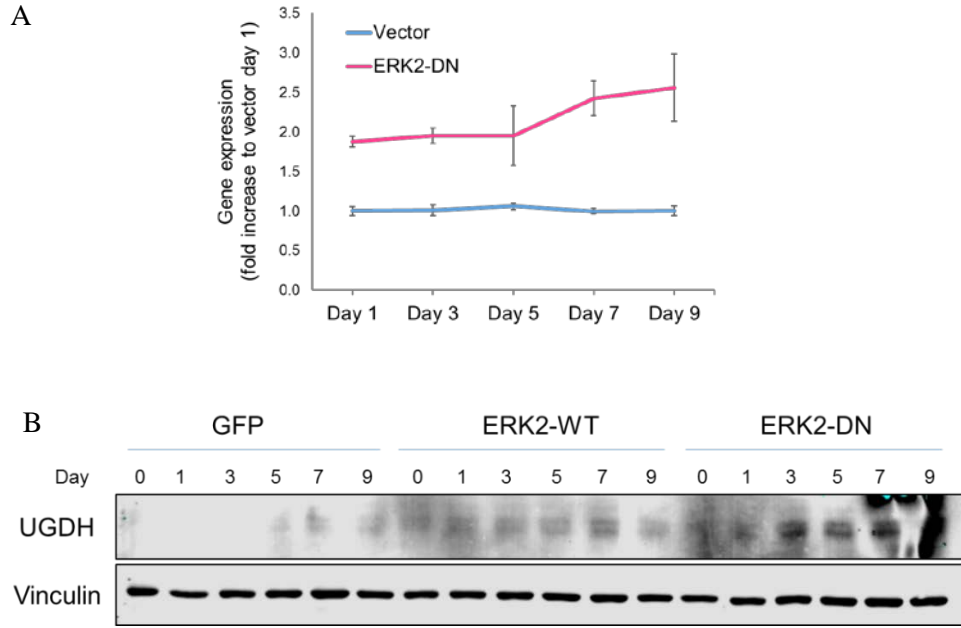 A
Gene expression
(fold increase to vector day 1)
3.5
3.0
2.5
2.0
1.5
1.0
0.5
0.0
Vector
ERK2-DN
Day 1 Day 3 Day 5 Day 7 Day 9
B
GFP ERK2-WT ERK2-DN
Day 0 1 3 5 7 9 0 1 3 5 7 9 0 1 3 5 7 9
UGDH
Vinculin